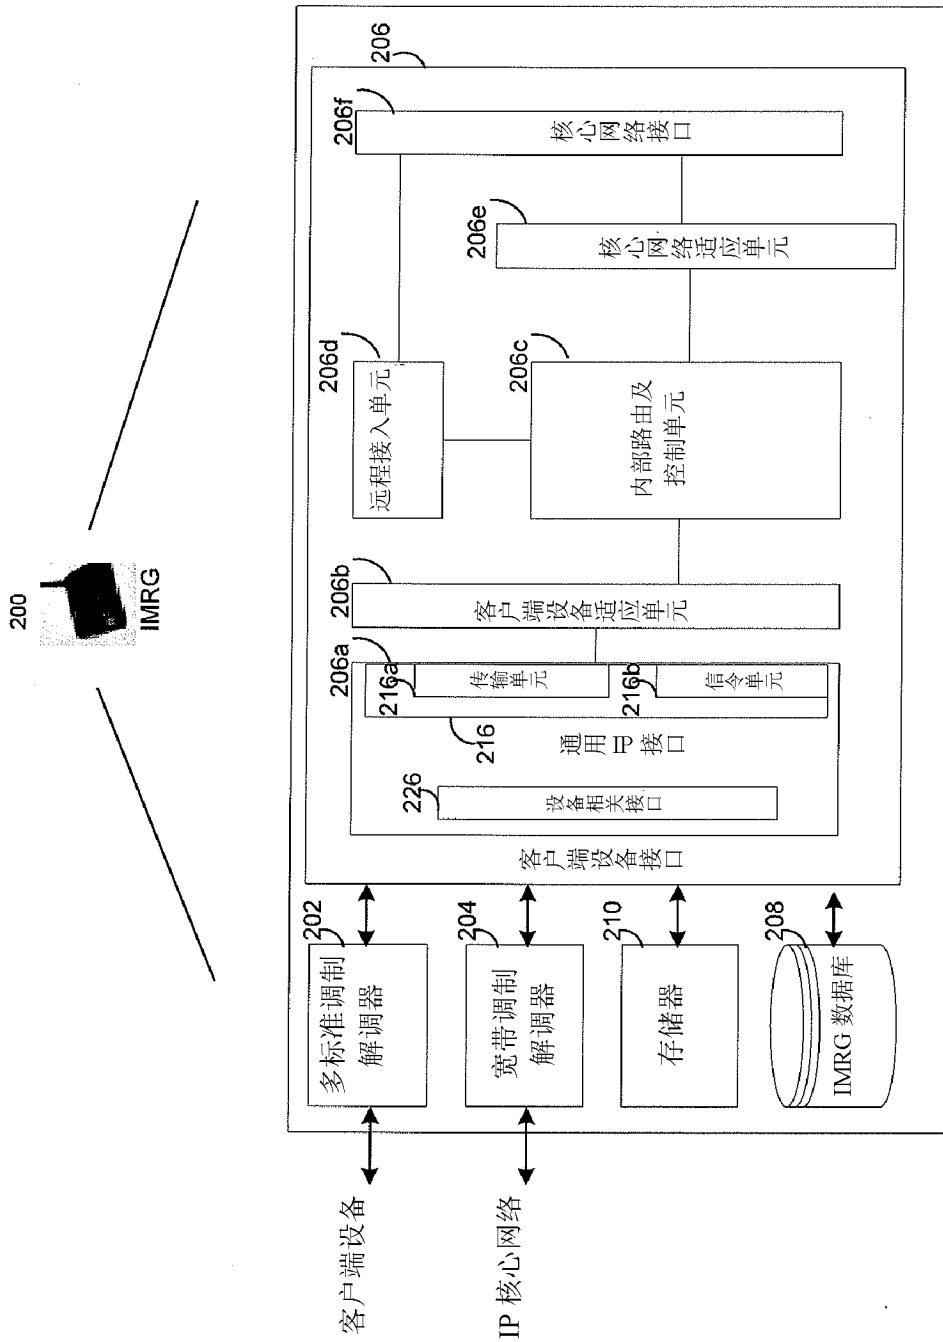 200
IMRG
客户端设备
IP 核心网络
202
多标准调制
解调器
204
宽带调制
解调器
210
存储器
208
IMRG 数据库
206
客户端设备接口
206a
226
设备相关接口
通用 IP 接口
216
216a
传输
单元
216b
信令单元
206b
客户端设备适应单元
206d
远程接入单元
206c
内部路由及
控制单元
206e
核心网络适应单元
206f
核心网络接口